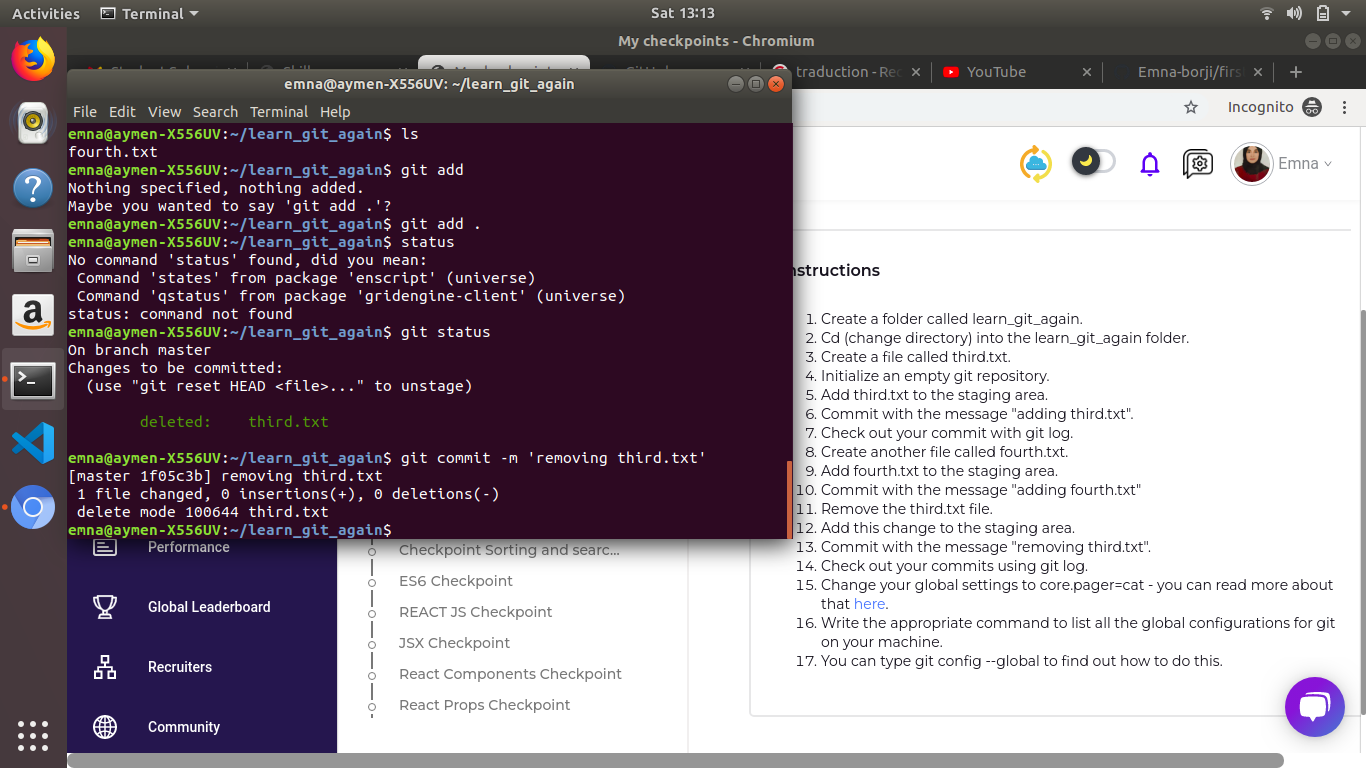 Activities Terminal Sat 13:13
My checkpoints - Chromium
traduction - Rec YouTube Emna-borji/firs
emna@aymen-X556UV: ~/learn_git_again
File Edit View Search Terminal Help
Incognito
Emna
emna@aymen-X556UV:~/learn_git_again$ ls
fourth.txt
emna@aymen-X556UV:~/learn_git_again$ git add
Nothing specified, nothing added.
Maybe you wanted to say 'git add .'?
emna@aymen-X556UV:~/learn_git_again$ git add .
emna@aymen-X556UV:~/learn_git_again$ status
No command 'status' found, did you mean:
Command 'states' from package 'enscript' (universe)
Command 'qstatus' from package 'gridengine-client' (universe)
status: command not found
emna@aymen-X556UV:~/learn_git_again$ git status
On branch master
Changes to be committed:
(use "git reset HEAD <file>..." to unstage)
deleted: third.txt
emna@aymen-X556UV:~/learn_git_again$ git commit -m 'removing third.txt'
[master 1f05c3b] removing third.txt
1 file changed, 0 insertions(+), 0 deletions(-)
delete mode 100644 third.txt
emna@aymen-X556UV:~/learn_git_again$
nstructions
1. Create a folder called learn_git_again.
2. Cd (change directory) into the learn_git_again folder.
3. Create a file called third.txt.
4. Initialize an empty git repository.
5. Add third.txt to the staging area.
6. Commit with the message "adding third.txt".
7. Check out your commit with git log.
8. Create another file called fourth.txt.
9. Add fourth.txt to the staging area.
10. Commit with the message "adding fourth.txt"
11. Remove the third.txt file.
12. Add this change to the staging area.
13. Commit with the message "removing third.txt".
14. Check out your commits using git log.
15. Change your global settings to core.pager=cat - you can read more about
that here.
16. Write the appropriate command to list all the global configurations for git
on your machine.
17. You can type git config --global to find out how to do this.
Performance
Global Leaderboard
Recruiters
Community
Checkpoint Sorting and searc...
ES6 Checkpoint
REACT JS Checkpoint
JSX Checkpoint
React Components Checkpoint
React Props Checkpoint